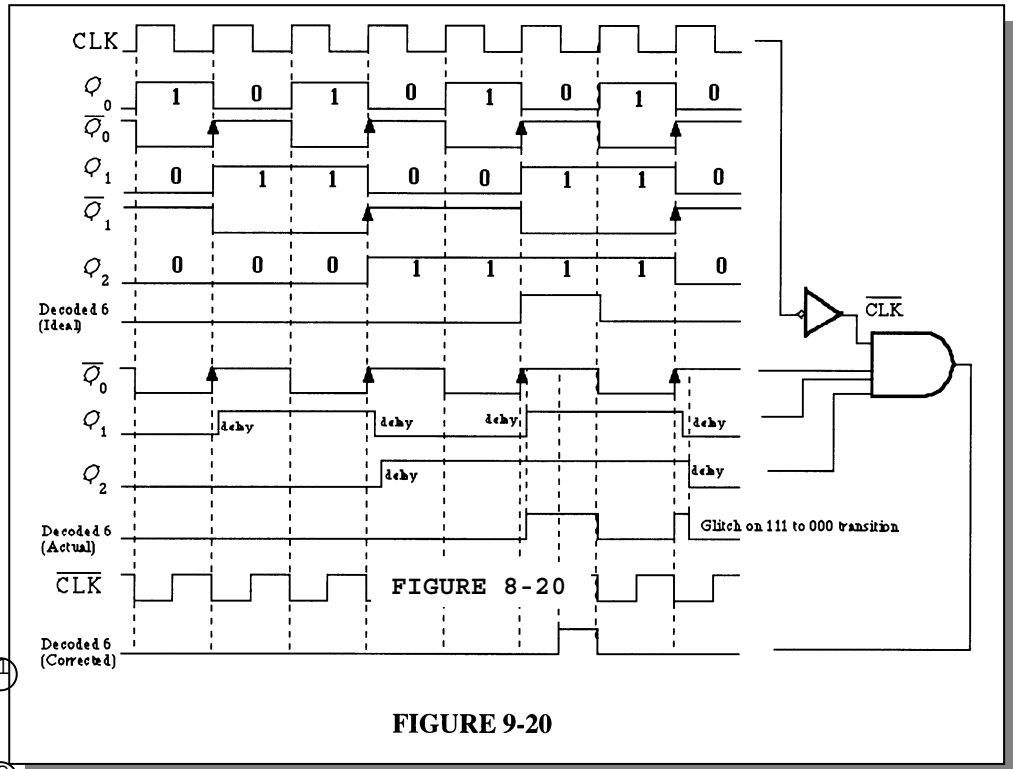 CLK
Q0 1 0 1 0 1 0 1 0
Q̅0
Q1 0 1 1 0 0 1 1 0
Q̅1
Q2 0 0 0 1 1 1 1 0
Decoded 6
(Ideal)
C̅L̅K̅
Q̅0
Q1 delay delay delay delay
Q2 delay delay
Decoded 6
(Actual)
Glitch on 111 to 000 transition
C̅L̅K̅
FIGURE 8-20
Decoded 6
(Corrected)
1
FIGURE 9-20